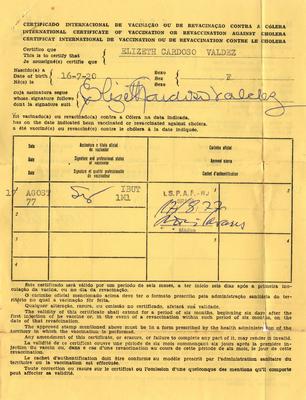 CERTIFICADO INTERNACIONAL DE VACINAÇÃO OU DE REVACINAÇÃO CONTRA A CÓLERA
INTERNATIONAL CERTIFICATE OF VACCINATION OR REVACCINATION AGAINST CHOLERA
CERTIFICAT INTERNATIONAL DE VACCINATION OU DE REVACCINATION CONTRE LE CHOLÉRA
Certifico que
This is to certify that
Je soussigné(e) certifie que
ELIZETH CARDOSO VALDEZ
Nascido(a) a
Date of birth
Né(e) le
16-7-20
Sexo
Sex
Sexe
F
cuja assinatura segue
whose signature follows
dont la signature suit
Elizeth Cardoso Valdez
foi vacinado(a) ou revacinado(a) contra a Cólera na data indicada.
has on the date indicated been vaccinated or revaccinated against cholera.
a été vacciné(e) ou revacciné(e) contre le choléra à la date indiquée.
Data
Date
Date
Assinatura e título oficial do vacinador
Signature and professional status of vaccinator
Signature et qualité professionnelle du vaccinateur
Carimbo oficial
Approved stamp
Cachet d'authentification
1
AGOST
77
IBUT
1M1
I.S.P.A.F.-RJ
1
2
2
3
3
4
4
Este certificado será válido por um período de seis meses, a ter início seis dias após a primeira inoculação da vacina, ou no dia da revacinação.
O carimbo oficial mencionado acima deve ter o formato prescrito pela administração sanitária do território no qual a vacinação foi feita.
Qualquer alteração, rasura, ou omissão no certificado, afetará sua validade.
The validity of this certificate shall extend for a period of six months, beginning six days after the
first injection of he vaccine or, in the event of a revaccination within such period of six months, on the
date of that revaccination.
The approved stamp mentioned above must be in a form prescribed by the health administration of the
territory in which the vaccination is performed.
Any amendment of this certificate, or erasure, or failure to complete any part of it, may render it invalid.
La validité de ce certificat couvre une période de six mois commençant six jours après la première injection du vaccin ou, dans e cas d'une revaccination au cours de cette période de six mois, le jour de cette
revaccination.
Le cachet d'authentification doit être conforme au modèle prescrit par l'administration sanitaire du
territoire où la vaccination est effectuée.
Toute correction ou rasure sur le certificat ou l'omission d'une quelconque des mentions qu'il comporte
peut affecter sa validité.